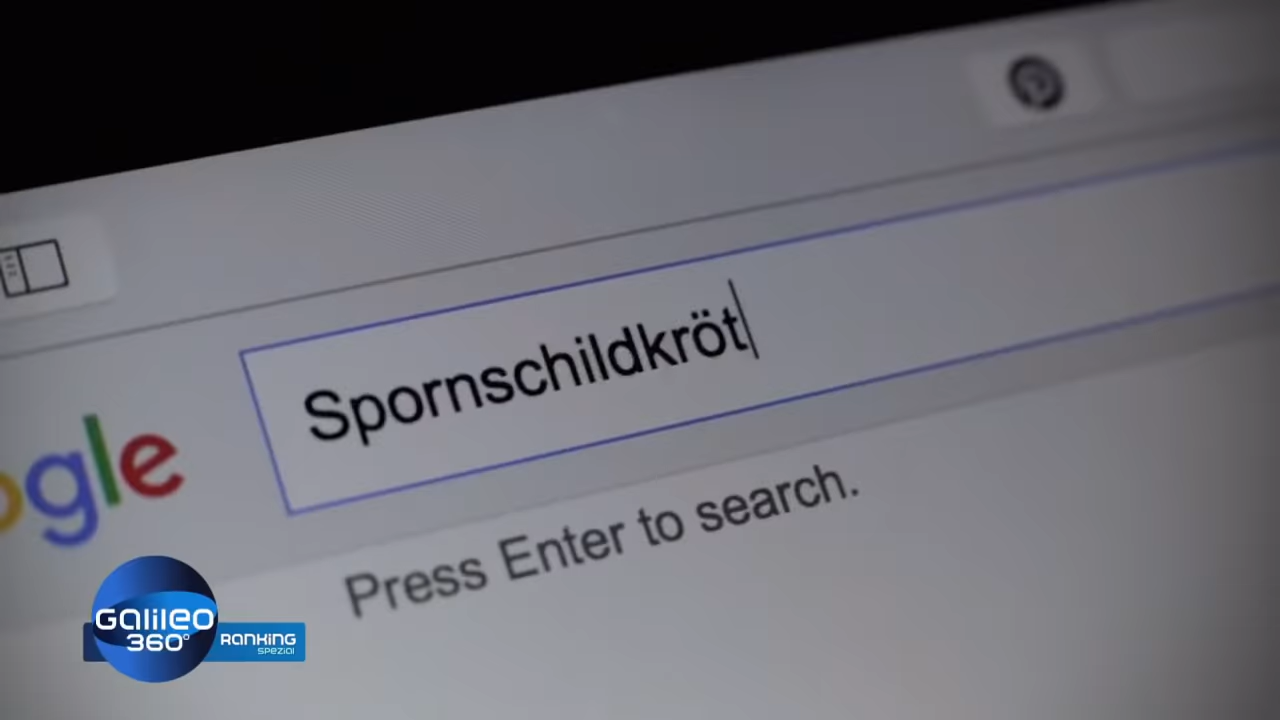 ogle
Spornschildkröt
Press Enter to search.
Galileo
360°
Ranking
Spezial